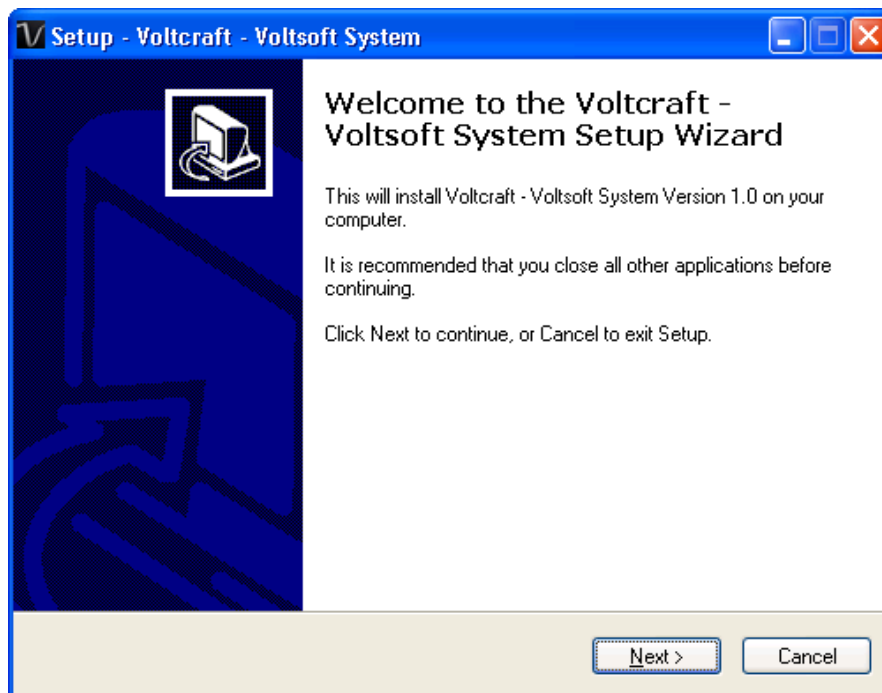 Setup - Voltcraft - Voltsoft System
Welcome to the Voltcraft -
Voltsoft System Setup Wizard
This will install Voltcraft - Voltsoft System Version 1.0 on your
computer.
It is recommended that you close all other applications before
continuing.
Click Next to continue, or Cancel to exit Setup.
Next >
Cancel